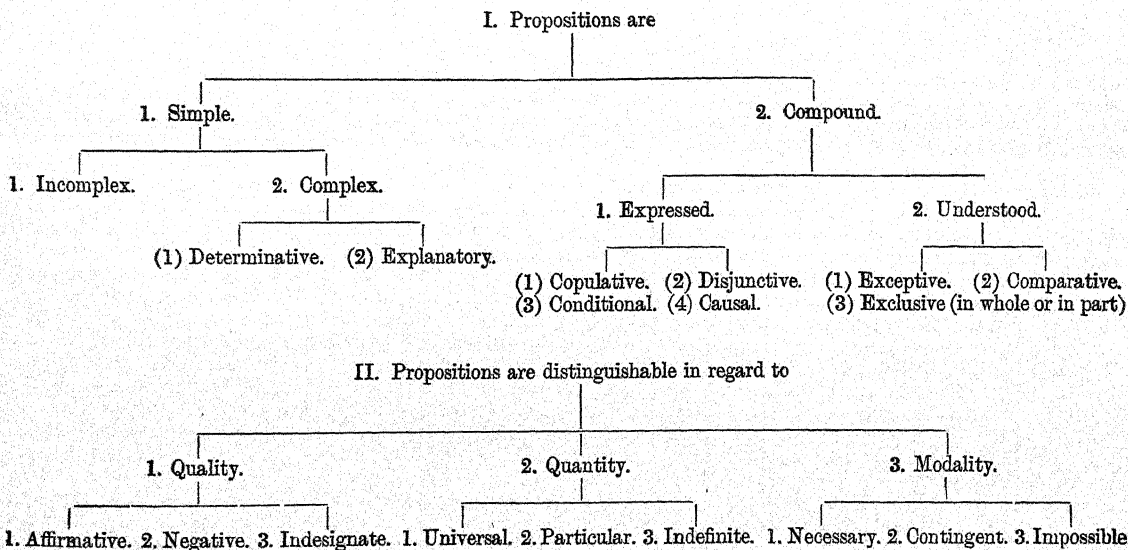 I. Propositions are
1. Simple. 2. Compound.
1. Incomplex. 2. Complex.
1. Expressed. 2. Understood.
(1) Determinative. (2) Explanatory.
(1) Copulative. (2) Disjunctive. (1) Exceptive. (2) Comparative.
(3) Conditional. (4) Causal. (3) Exclusive (in whole or in part)
II. Propositions are distinguishable in regard to
1. Quality. 2. Quantity. 3. Modality.
1. Affirmative. 2. Negative. 3. Indesignate. 1. Universal. 2. Particular. 3. Indefinite. 1. Necessary. 2. Contingent. 3. Impossible